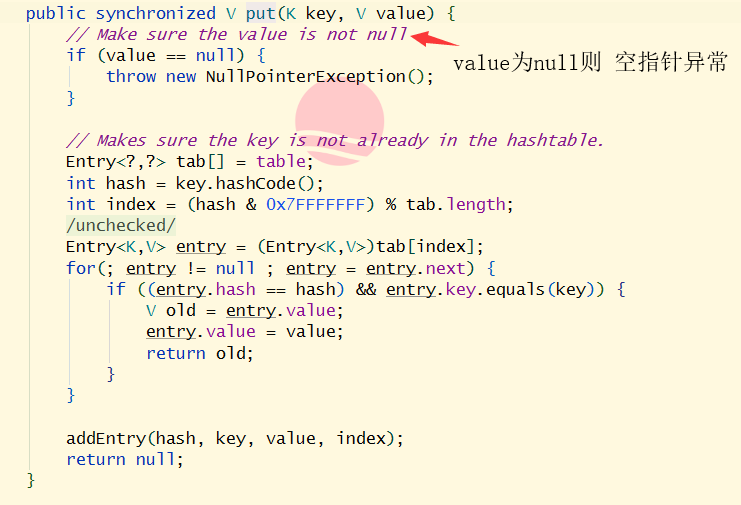 public synchronized V put(K key, V value) {
// Make sure the value is not null
value为null则 空指针异常
if (value == null) {
throw new NullPointerException();
}
// Makes sure the key is not already in the hashtable.
Entry<?,?> tab[] = table;
int hash = key.hashCode();
int index = (hash & 0x7FFFFFFF) % tab.length;
/unchecked/
Entry<K,V> entry = (Entry<K,V>)tab[index];
for(; entry != null ; entry = entry.next) {
if ((entry.hash == hash) && entry.key.equals(key)) {
V old = entry.value;
entry.value = value;
return old;
}
}
addEntry(hash, key, value, index);
return null;
}